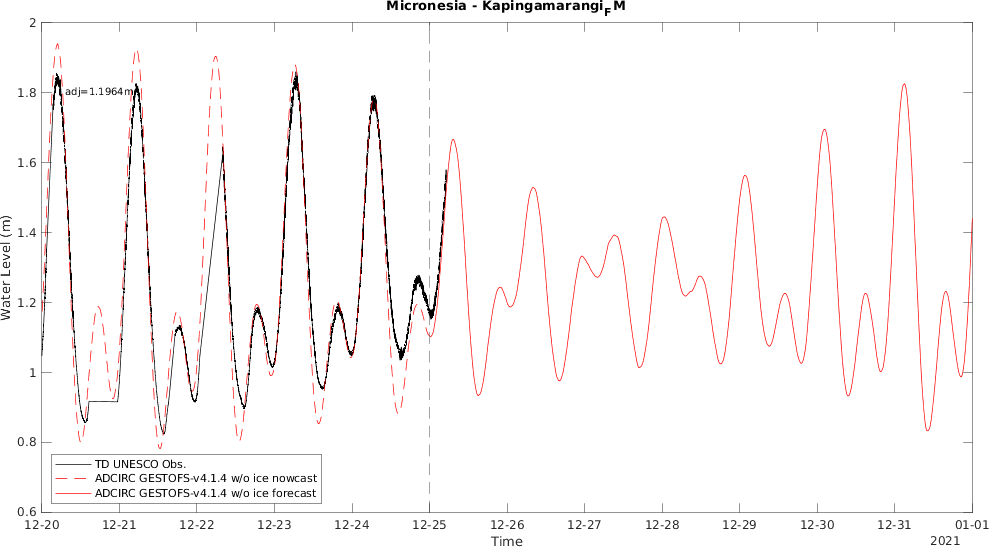 Micronesia - Kapingamarangi_FM
2
1.8
1.6
1.4
1.2
1
0.8
0.6
Water Level (m)
adj=1.1964m
TD UNESCO Obs.
ADCIRC GESTOFS-v4.1.4 w/o ice nowcast
ADCIRC GESTOFS-v4.1.4 w/o ice forecast
12-20 12-21 12-22 12-23 12-24 12-25 12-26 12-27 12-28 12-29 12-30 12-31 01-01
Time
2021